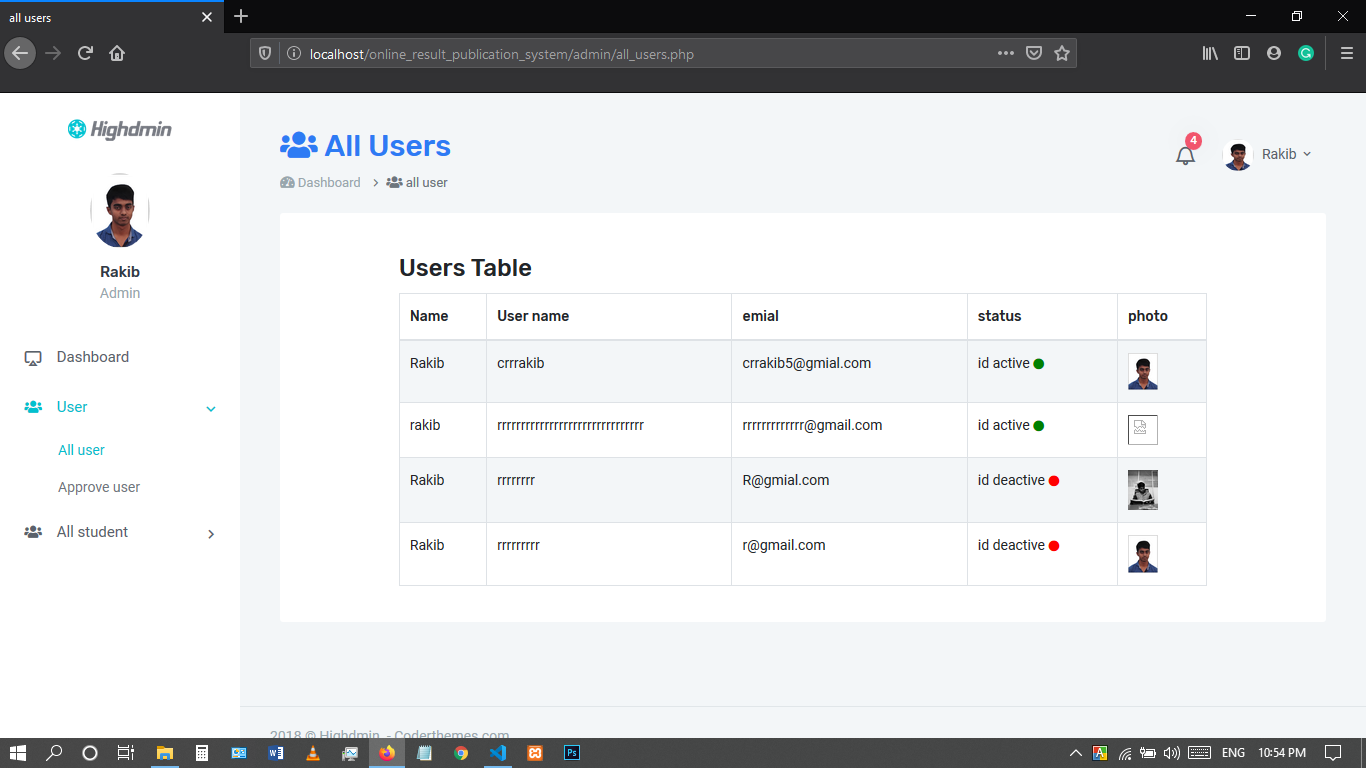 all users
localhost/online_result_publication_system/admin/all_users.php
Highdmin
Rakib
Admin
Dashboard
User
All user
Approve user
All student
All Users
Dashboard > all user
4
Rakib
Users Table
Name User name emial status photo
Rakib crrrakib crrakib5@gmial.com id active
rakib rrrrrrrrrrrrrrrrrrrrrrrrrrrrrrr rrrrrrrrrrrrr@gmail.com id active
Rakib rrrrrrrr R@gmial.com id deactive
Rakib rrrrrrrrr r@gmail.com id deactive
2018 © Highdmin. - Coderthemes.com
ENG 10:54 PM